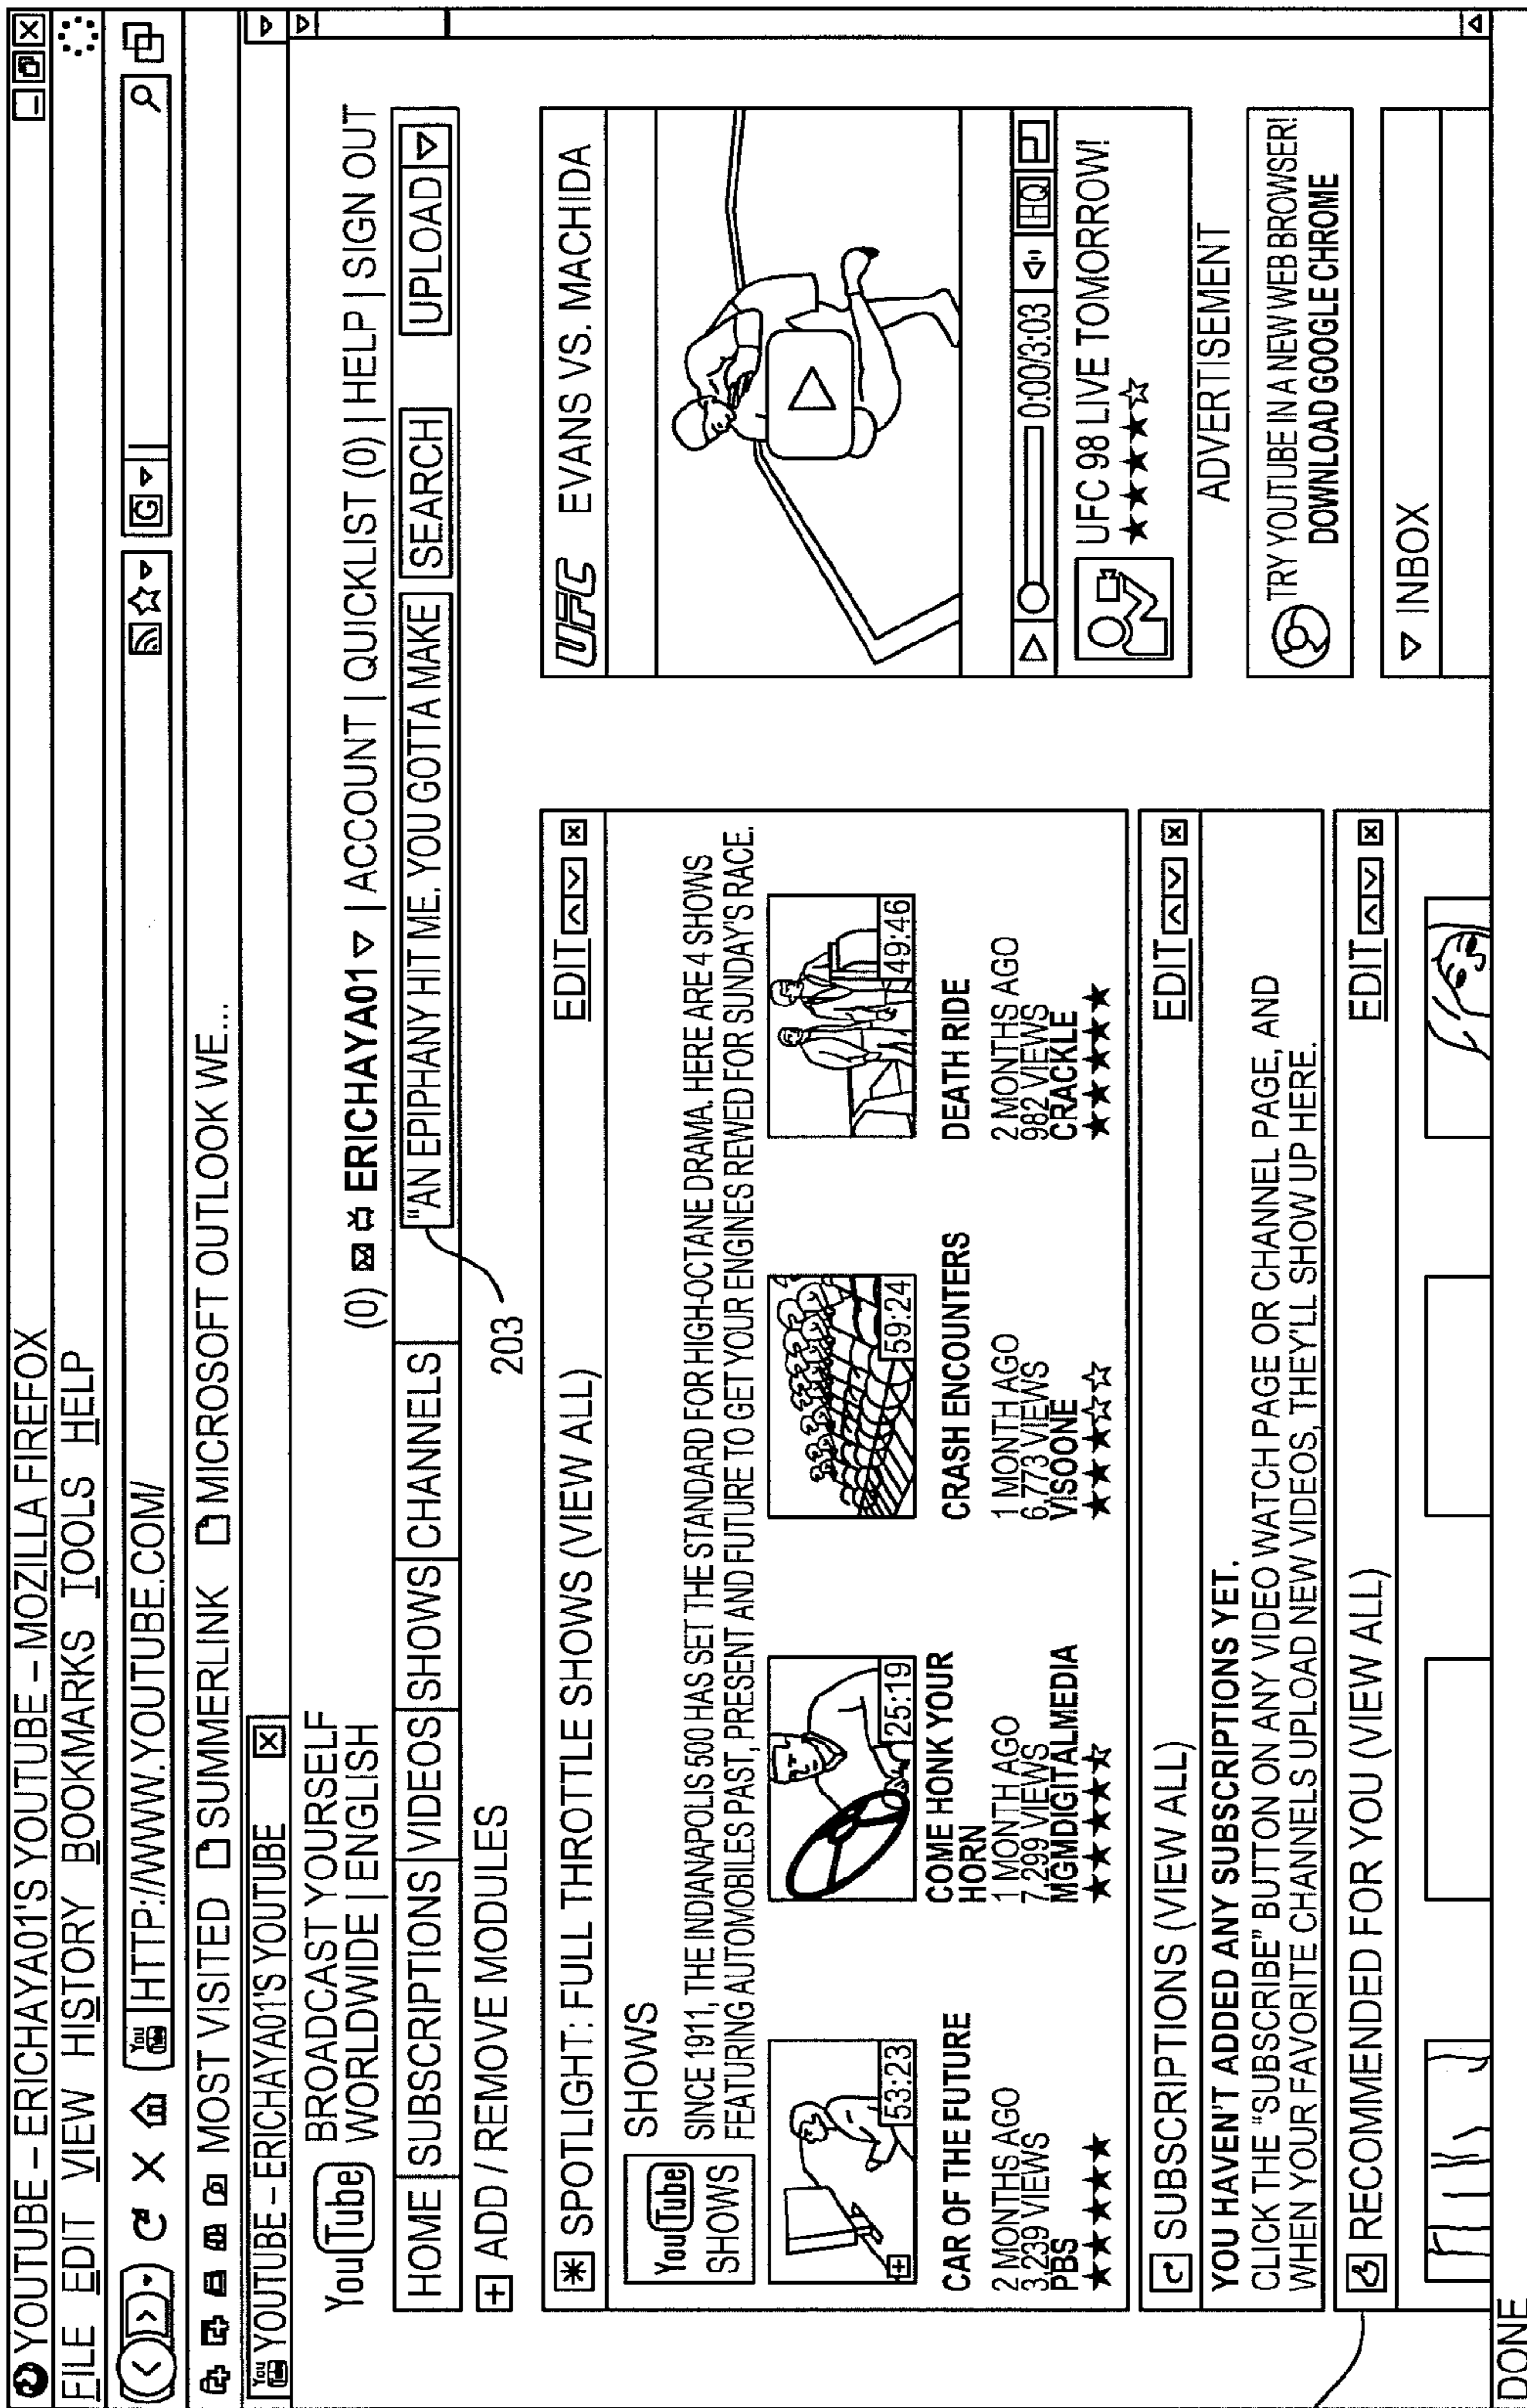 YOUTUBE – ERICHAYA01'S YOUTUBE – MOZILLA FIREFOX
FILE EDIT VIEW HISTORY BOOKMARKS TOOLS HELP
You Tube HTTP://WWW.YOUTUBE.COM/ G
MOST VISITED SUMMERLINK MICROSOFT OUTLOOK WE...
You Tube YOUTUBE – ERICHAYA01'S YOUTUBE
YouTube BROADCAST YOURSELF
WORLDWIDE | ENGLISH
(0) ERICHAYA01 | ACCOUNT | QUICKLIST (0) | HELP | SIGN OUT
HOME SUBSCRIPTIONS VIDEOS SHOWS CHANNELS "AN EPIPHANY HIT ME. YOU GOTTA MAKE SEARCH UPLOAD
203
ADD / REMOVE MODULES
SPOTLIGHT: FULL THROTTLE SHOWS (VIEW ALL) EDIT
YouTube SHOWS
SHOWS
SINCE 1911, THE INDIANAPOLIS 500 HAS SET THE STANDARD FOR HIGH-OCTANE DRAMA. HERE ARE 4 SHOWS
FEATURING AUTOMOBILES PAST, PRESENT AND FUTURE TO GET YOUR ENGINES REWED FOR SUNDAY'S RACE.
53:23
CAR OF THE FUTURE
2 MONTHS AGO
3,239 VIEWS
PBS
25:19
COME HONK YOUR
HORN
1 MONTH AGO
7,299 VIEWS
MGMDIGITALMEDIA
59:24
CRASH ENCOUNTERS
1 MONTH AGO
6,773 VIEWS
VISOONE
49:46
DEATH RIDE
2 MONTHS AGO
982 VIEWS
CRACKLE
SUBSCRIPTIONS (VIEW ALL) EDIT
YOU HAVEN'T ADDED ANY SUBSCRIPTIONS YET.
CLICK THE "SUBSCRIBE" BUTTON ON ANY VIDEO WATCH PAGE OR CHANNEL PAGE, AND
WHEN YOUR FAVORITE CHANNELS UPLOAD NEW VIDEOS, THEY'LL SHOW UP HERE.
RECOMMENDED FOR YOU (VIEW ALL) EDIT
UFC EVANS VS. MACHIDA
0:00/3:03 HQ
UFC 98 LIVE TOMORROW!
ADVERTISEMENT
TRY YOUTUBE IN A NEW WEB BROWSER!
DOWNLOAD GOOGLE CHROME
INBOX
DONE